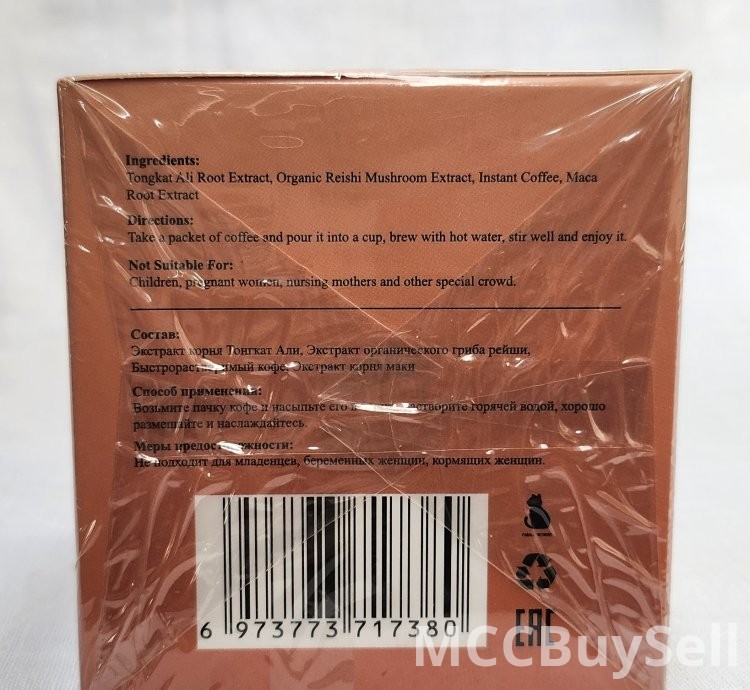 Ingredients:
Tongkat Ali Root Extract, Organic Reishi Mushroom Extract, Instant Coffee, Maca
Root Extract
Directions:
Take a packet of coffee and pour it into a cup, brew with hot water, stir well and enjoy it.
Not Suitable For:
Children, pregnant women, nursing mothers and other special crowd.
Состав:
Экстракт корня Тонгкат Али, Экстракт органического гриба рейши,
Быстрорастворимый кофе, Экстракт корня маки
Способ применения:
Возьмите пачку кофе и насыпьте его горячей водой, хорошо
размешайте и наслаждайтесь.
Меры предосторожности:
Не подходит для младенцев, беременных женщин, кормящих женщин.
6 973773 717380
EAC
MCCBuySell